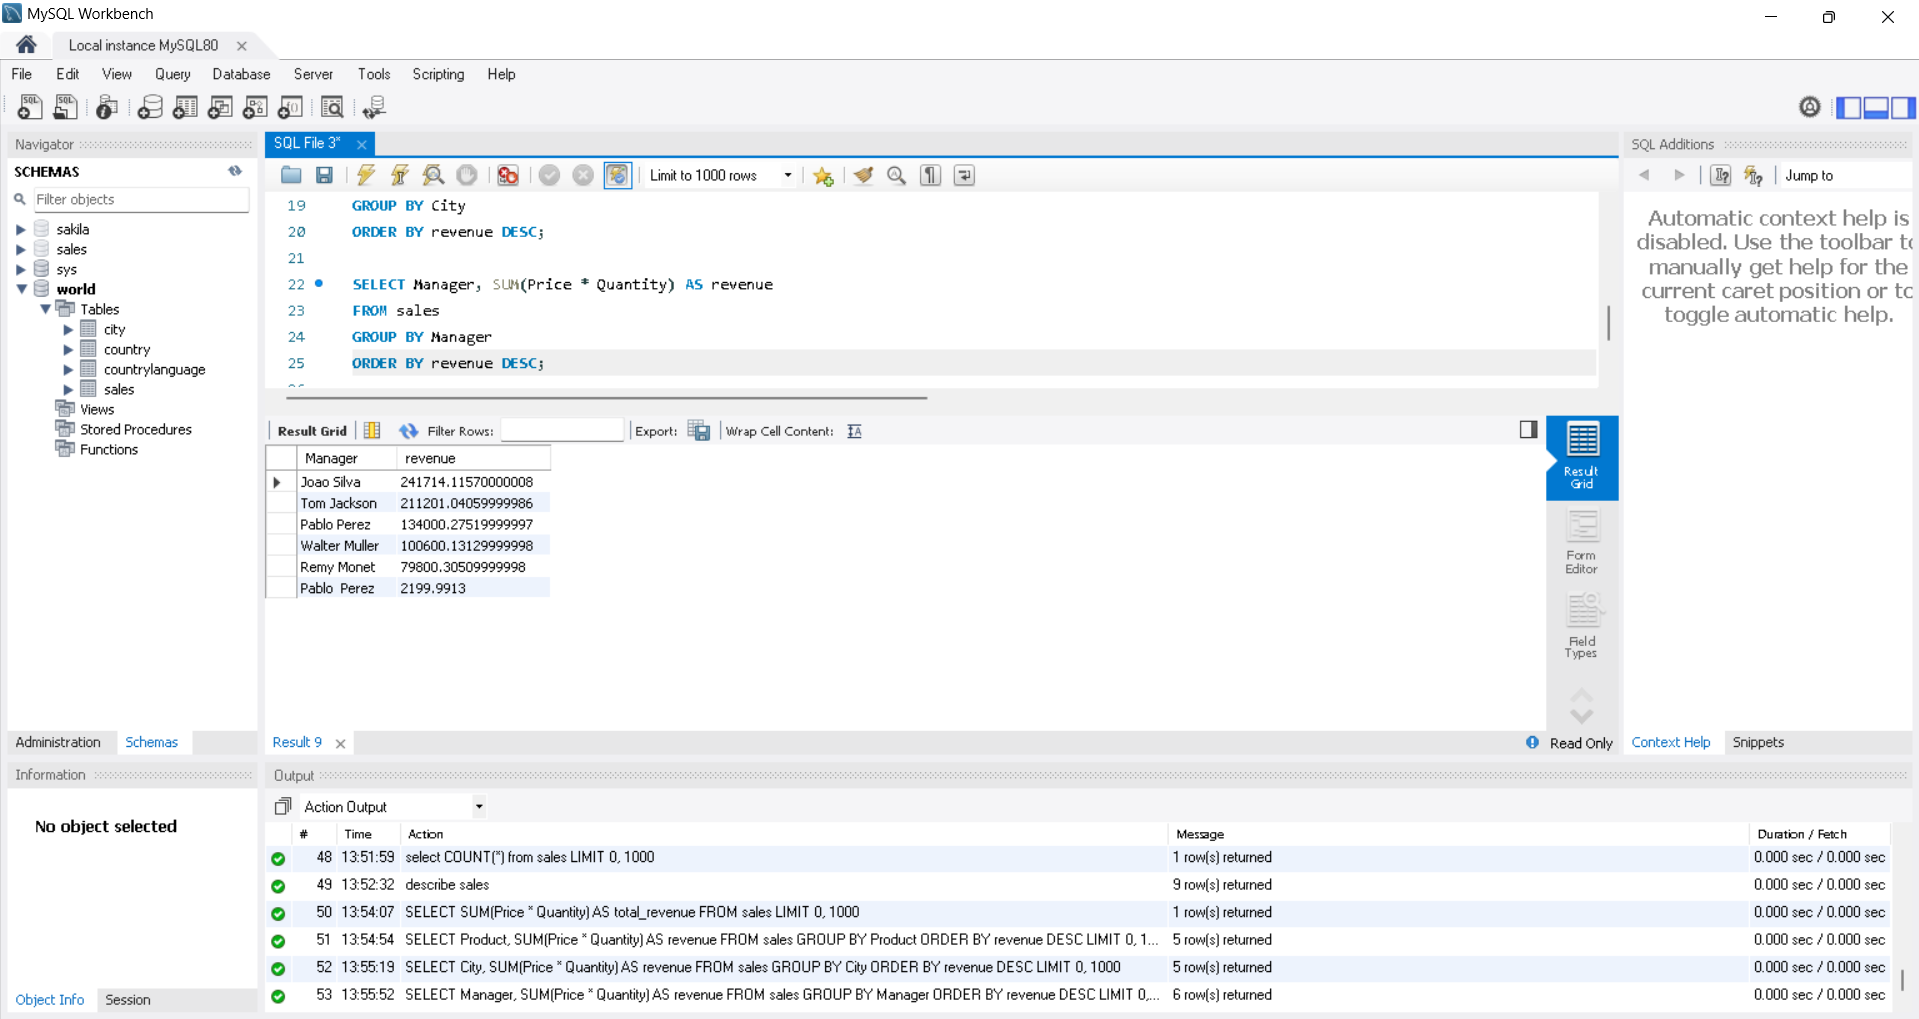 MySQL Workbench
Local instance MySQL80
File Edit View Query Database Server Tools Scripting Help
Navigator
SCHEMAS
Filter objects
sakila
sales
sys
world
Tables
city
country
countrylanguage
sales
Views
Stored Procedures
Functions
Administration Schemas
Information
No object selected
Object Info Session
SQL File 3*
Limit to 1000 rows
19 GROUP BY City
20 ORDER BY revenue DESC;
21
22 SELECT Manager, SUM(Price * Quantity) AS revenue
23 FROM sales
24 GROUP BY Manager
25 ORDER BY revenue DESC;
Result Grid Filter Rows: Export: Wrap Cell Content:
Manager revenue
Joao Silva 241714.11570000008
Tom Jackson 211201.04059999986
Pablo Perez 134000.27519999997
Walter Muller 100600.13129999998
Remy Monet 79800.30509999998
Pablo  Perez 2199.9913
Result
Grid
Form
Editor
Field
Types
Result 9
Read Only
SQL Additions
Jump to
Automatic context help is
disabled. Use the toolbar to
manually get help for the
current caret position or to
toggle automatic help.
Context Help Snippets
Output
Action Output
# Time Action Message Duration / Fetch
48 13:51:59 select COUNT(*) from sales LIMIT 0, 1000 1 row(s) returned 0.000 sec / 0.000 sec
49 13:52:32 describe sales 9 row(s) returned 0.000 sec / 0.000 sec
50 13:54:07 SELECT SUM(Price * Quantity) AS total_revenue FROM sales LIMIT 0, 1000 1 row(s) returned 0.000 sec / 0.000 sec
51 13:54:54 SELECT Product, SUM(Price * Quantity) AS revenue FROM sales GROUP BY Product ORDER BY revenue DESC LIMIT 0, 1... 5 row(s) returned 0.000 sec / 0.000 sec
52 13:55:19 SELECT City, SUM(Price * Quantity) AS revenue FROM sales GROUP BY City ORDER BY revenue DESC LIMIT 0, 1000 5 row(s) returned 0.000 sec / 0.000 sec
53 13:55:52 SELECT Manager, SUM(Price * Quantity) AS revenue FROM sales GROUP BY Manager ORDER BY revenue DESC LIMIT 0,... 6 row(s) returned 0.000 sec / 0.000 sec